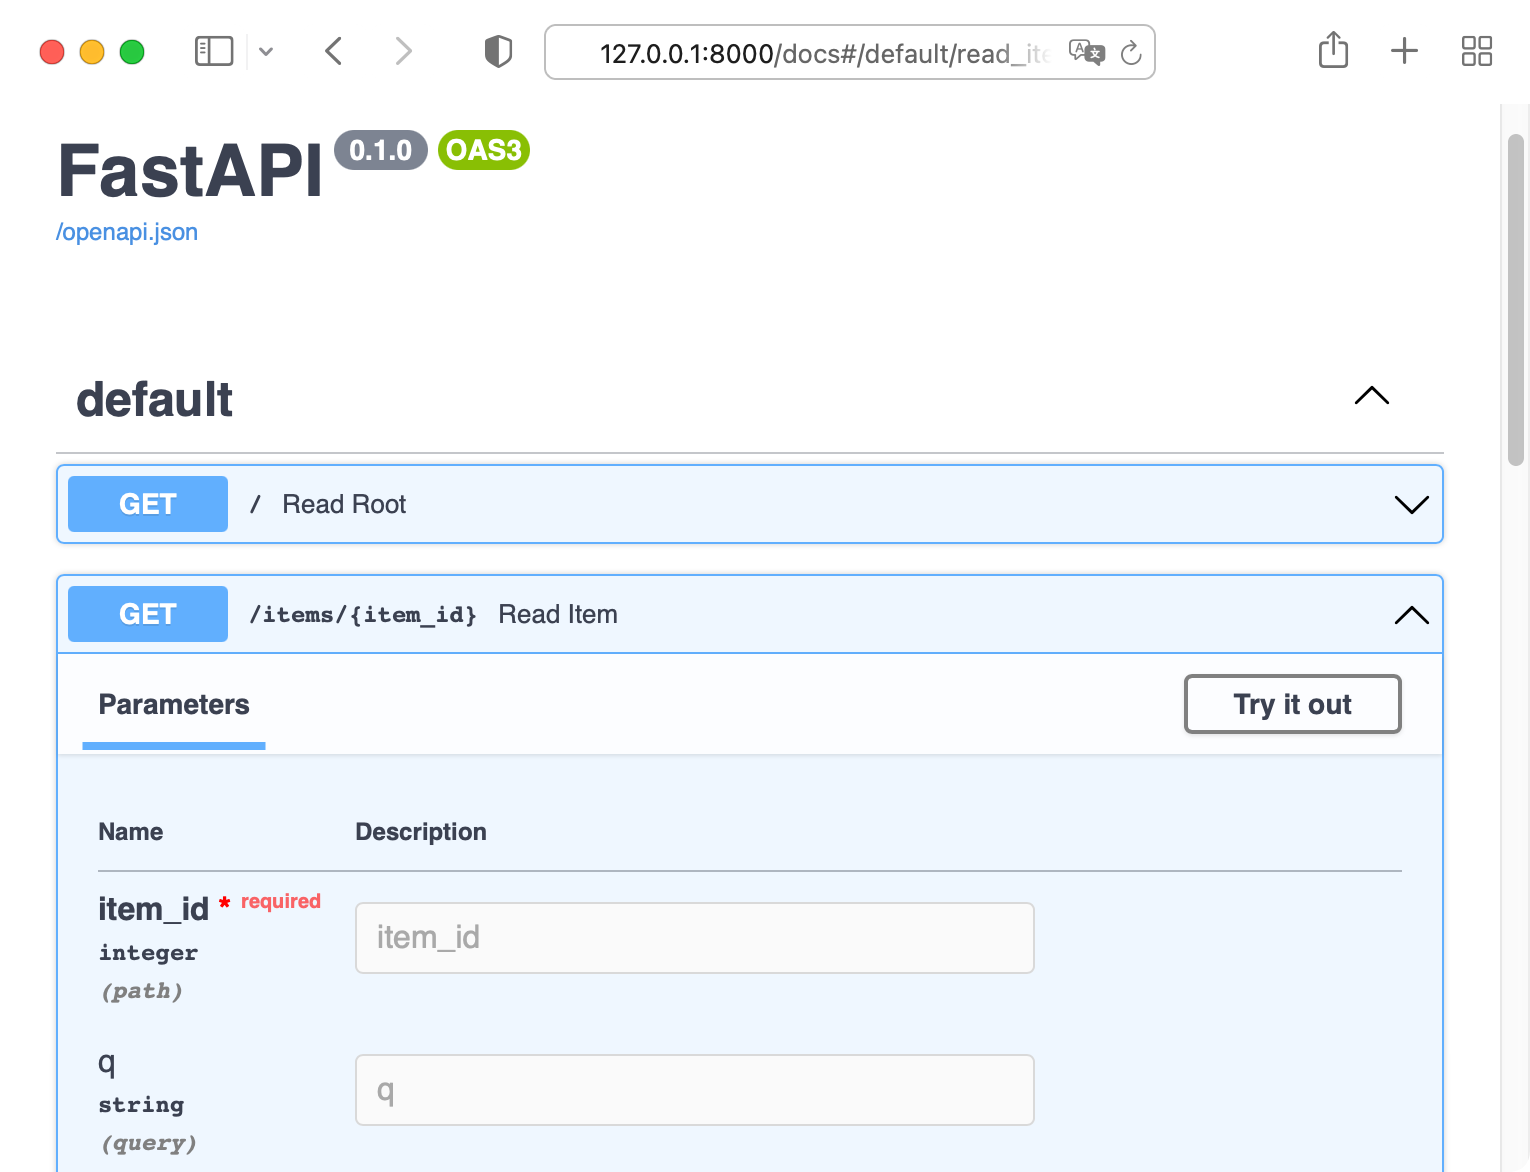 127.0.0.1:8000/docs#/default/read_ite
FastAPI 0.1.0 OAS3
/openapi.json
default
GET / Read Root
GET /items/{item_id} Read Item
Parameters Try it out
Name Description
item_id * required
item_id
integer
(path)
q
q
string
(query)